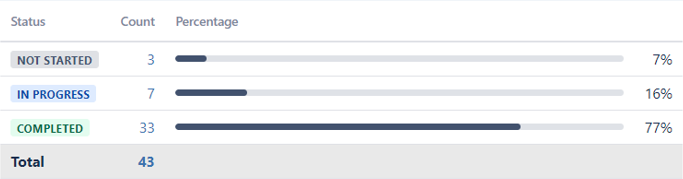 Status Count Percentage
NOT STARTED 3 7%
IN PROGRESS 7 16%
COMPLETED 33 77%
Total 43